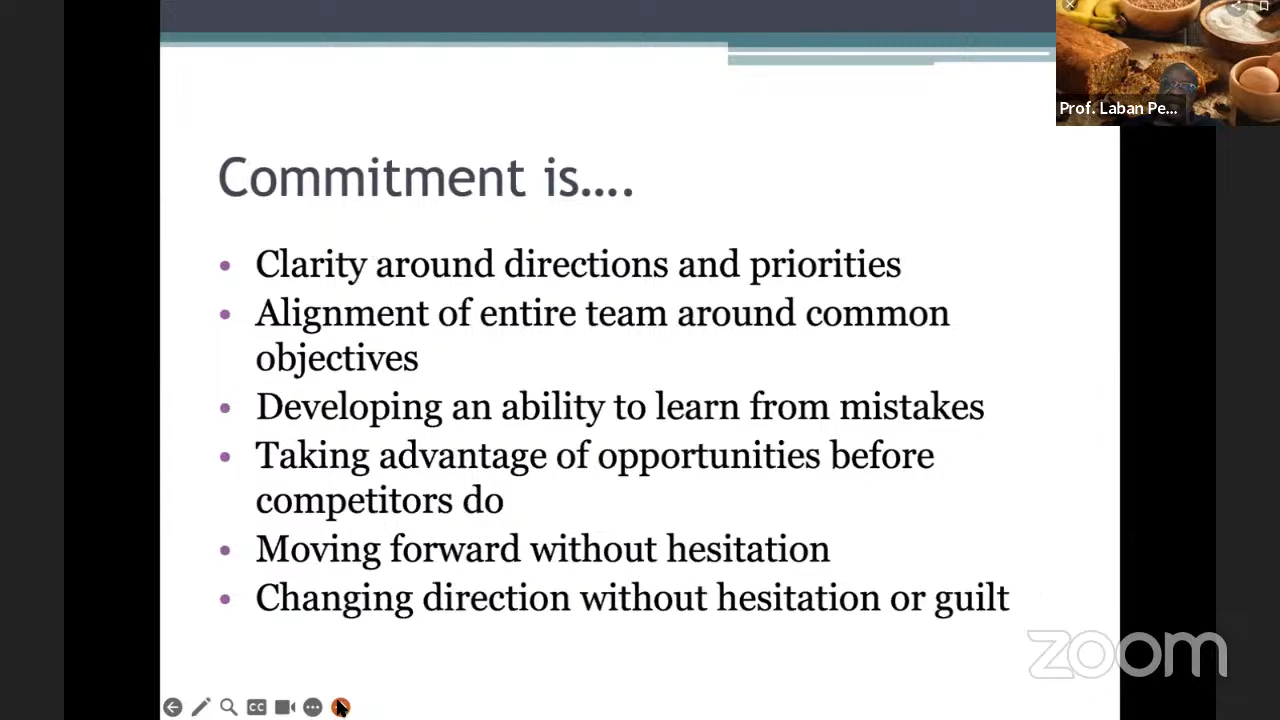 Prof. Laban Pe...
Commitment is....
• Clarity around directions and priorities
• Alignment of entire team around common
objectives
• Developing an ability to learn from mistakes
• Taking advantage of opportunities before
competitors do
• Moving forward without hesitation
• Changing direction without hesitation or guilt
zoom
CC